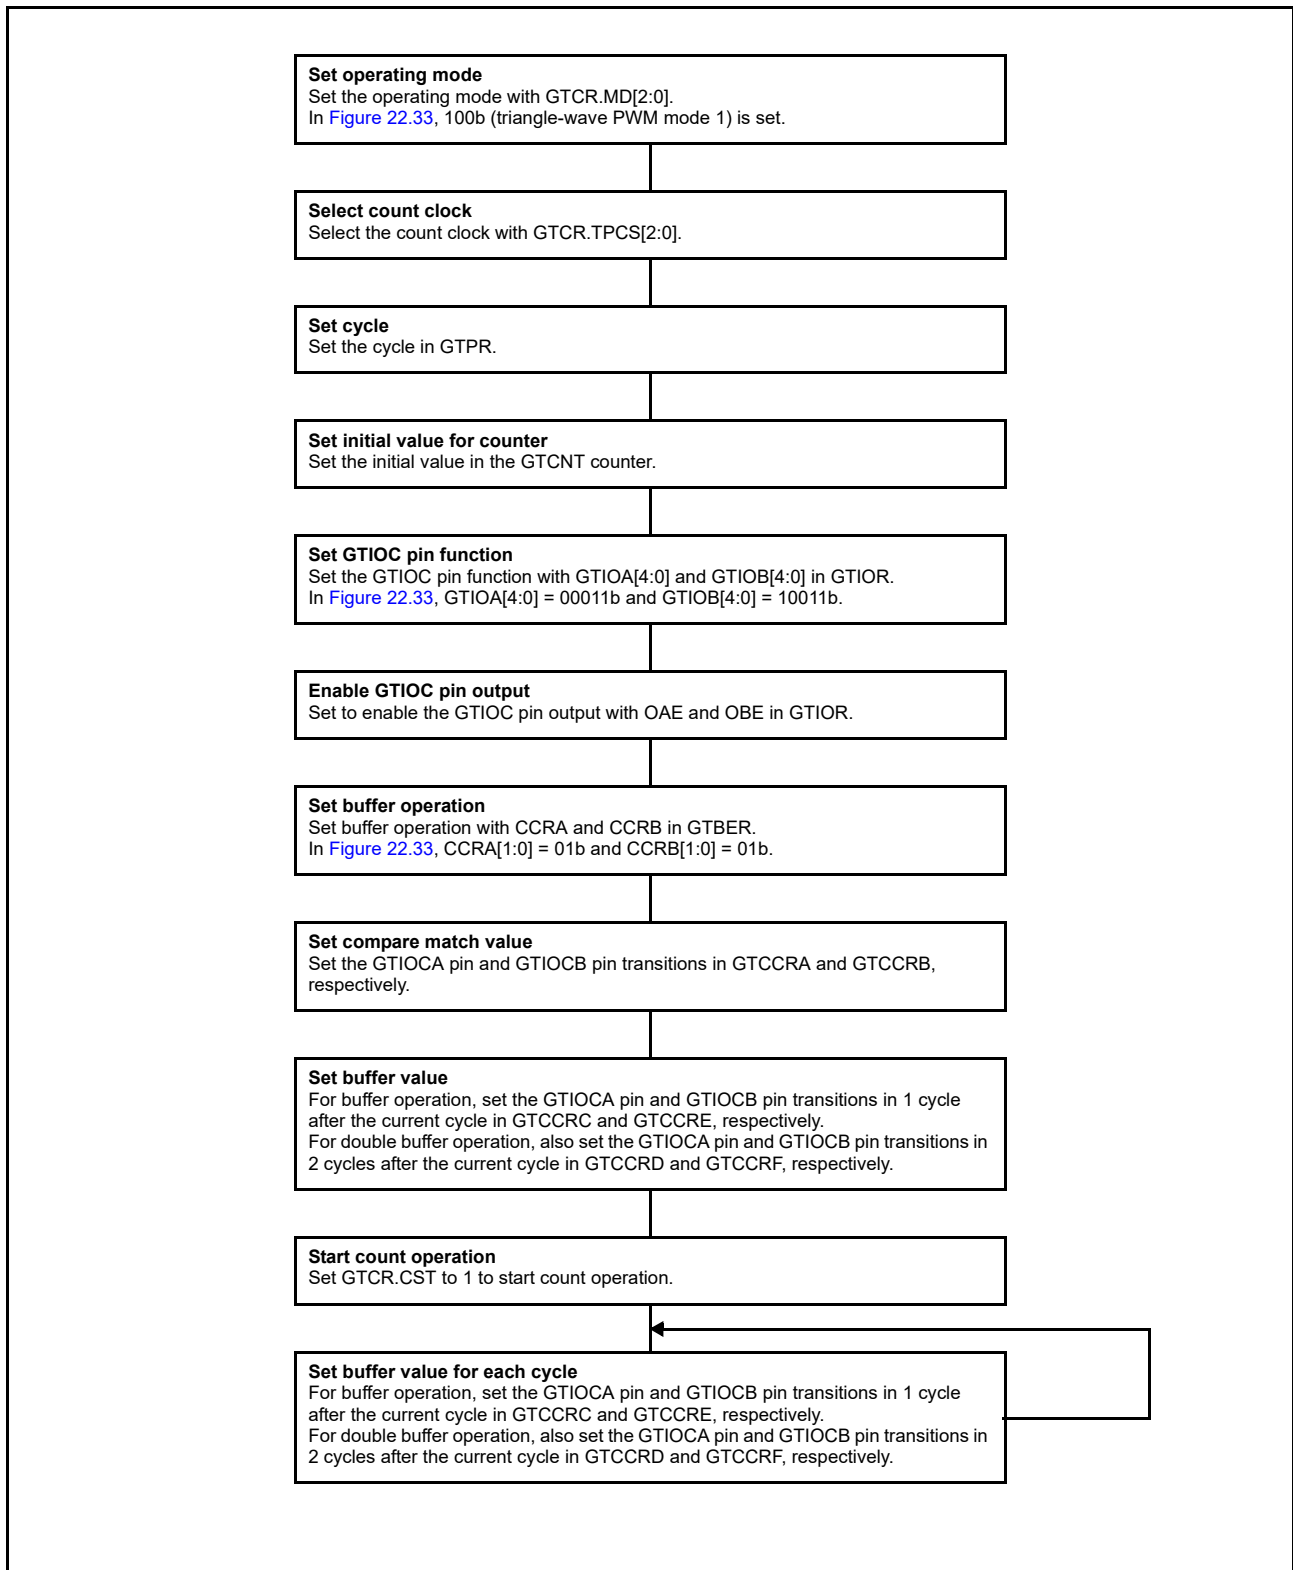 Set operating mode
Set the operating mode with GTCR.MD[2:0].
In Figure 22.33, 100b (triangle-wave PWM mode 1) is set.
Select count clock
Select the count clock with GTCR.TPCS[2:0].
Set cycle
Set the cycle in GTPR.
Set initial value for counter
Set the initial value in the GTCNT counter.
Set GTIOC pin function
Set the GTIOC pin function with GTIOA[4:0] and GTIOB[4:0] in GTIOR.
In Figure 22.33, GTIOA[4:0] = 00011b and GTIOB[4:0] = 10011b.
Enable GTIOC pin output
Set to enable the GTIOC pin output with OAE and OBE in GTIOR.
Set buffer operation
Set buffer operation with CCRA and CCRB in GTBER.
In Figure 22.33, CCRA[1:0] = 01b and CCRB[1:0] = 01b.
Set compare match value
Set the GTIOCA pin and GTIOCB pin transitions in GTCCRA and GTCCRB,
respectively.
Set buffer value
For buffer operation, set the GTIOCA pin and GTIOCB pin transitions in 1 cycle
after the current cycle in GTCCRC and GTCCRE, respectively.
For double buffer operation, also set the GTIOCA pin and GTIOCB pin transitions in
2 cycles after the current cycle in GTCCRD and GTCCRF, respectively.
Start count operation
Set GTCR.CST to 1 to start count operation.
Set buffer value for each cycle
For buffer operation, set the GTIOCA pin and GTIOCB pin transitions in 1 cycle
after the current cycle in GTCCRC and GTCCRE, respectively.
For double buffer operation, also set the GTIOCA pin and GTIOCB pin transitions in
2 cycles after the current cycle in GTCCRD and GTCCRF, respectively.